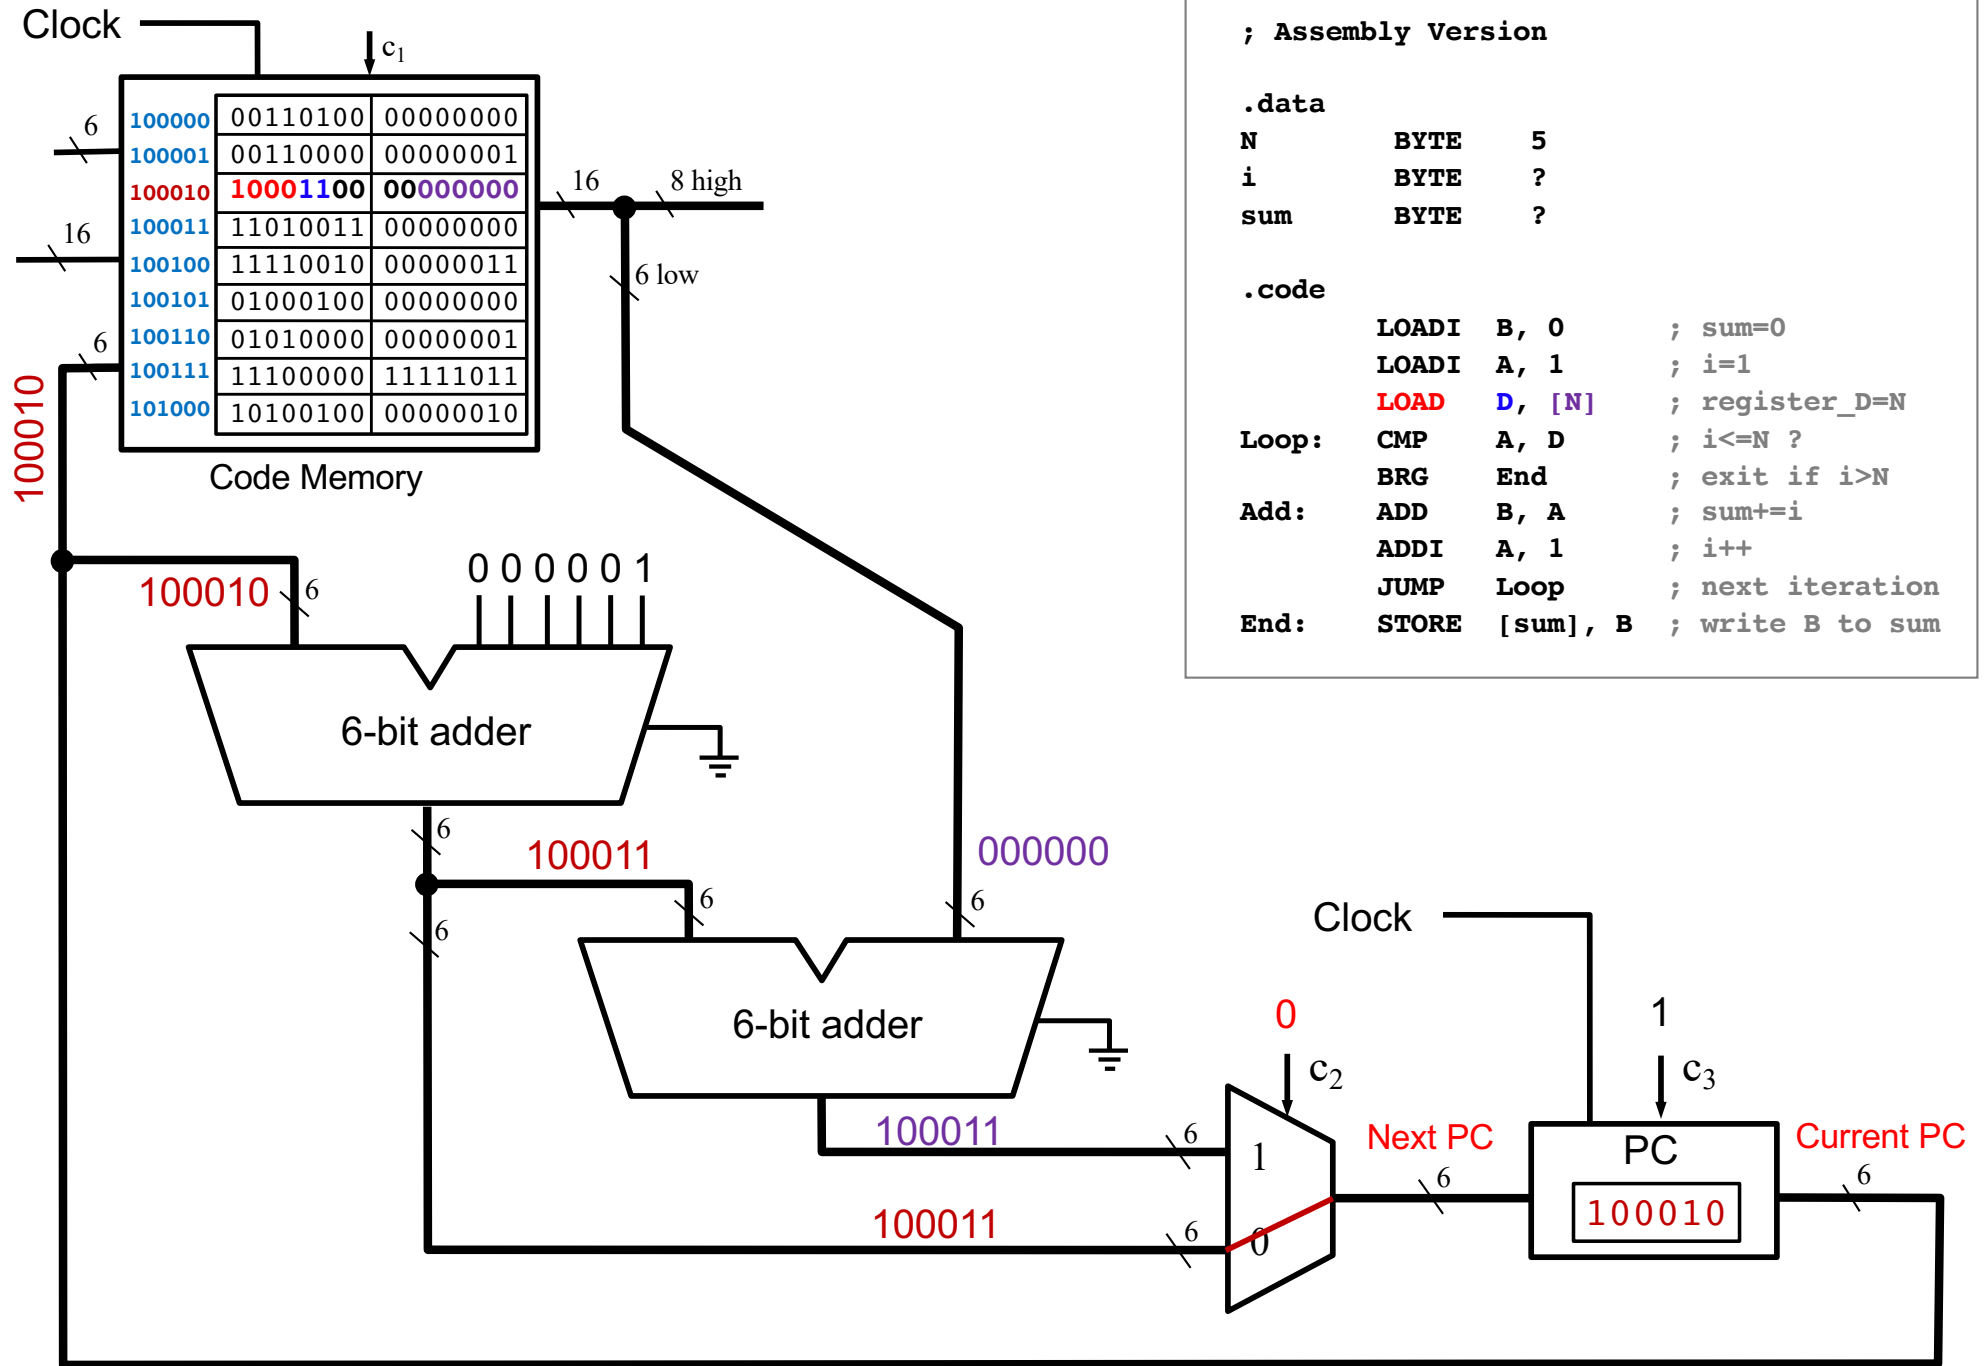 Clock
c1
6
100000 00110100 00000000
100001 00110000 00000001
100010 10001100 00000000
100011 11010011 00000000
100100 11110010 00000011
100101 01000100 00000000
100110 01010000 00000001
100111 11100000 11111011
101000 10100100 00000010
16
6
16
8 high
6 low
Code Memory
100010
; Assembly Version
.data
N BYTE 5
i BYTE ?
sum BYTE ?
.code
LOADI B, 0 ; sum=0
LOADI A, 1 ; i=1
LOAD D, [N] ; register_D=N
Loop: CMP A, D ; i<=N ?
BRG End ; exit if i>N
Add: ADD B, A ; sum+=i
ADDI A, 1 ; i++
JUMP Loop ; next iteration
End: STORE [sum], B ; write B to sum
100010
6
0 0 0 0 0 1
6-bit adder
6
100011
6
6
000000
6
6-bit adder
100011
6
100011
6
0
c2
1
0
Next PC
6
Clock
1
c3
PC
100010
Current PC
6